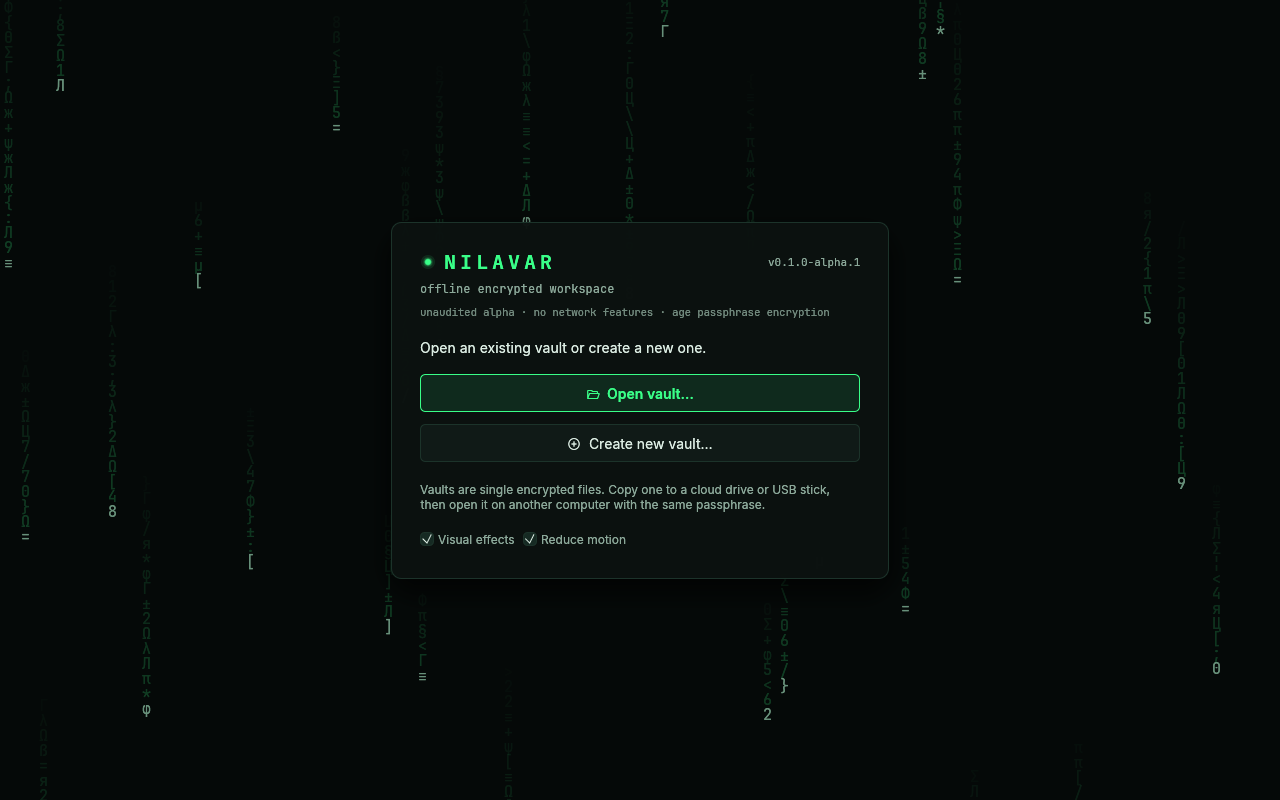 NILAVAR
v0.1.0-alpha.1
offline encrypted workspace
unaudited alpha · no network features · age passphrase encryption
Open an existing vault or create a new one.
Open vault...
Create new vault...
Vaults are single encrypted files. Copy one to a cloud drive or USB stick,
then open it on another computer with the same passphrase.
Visual effects
Reduce motion